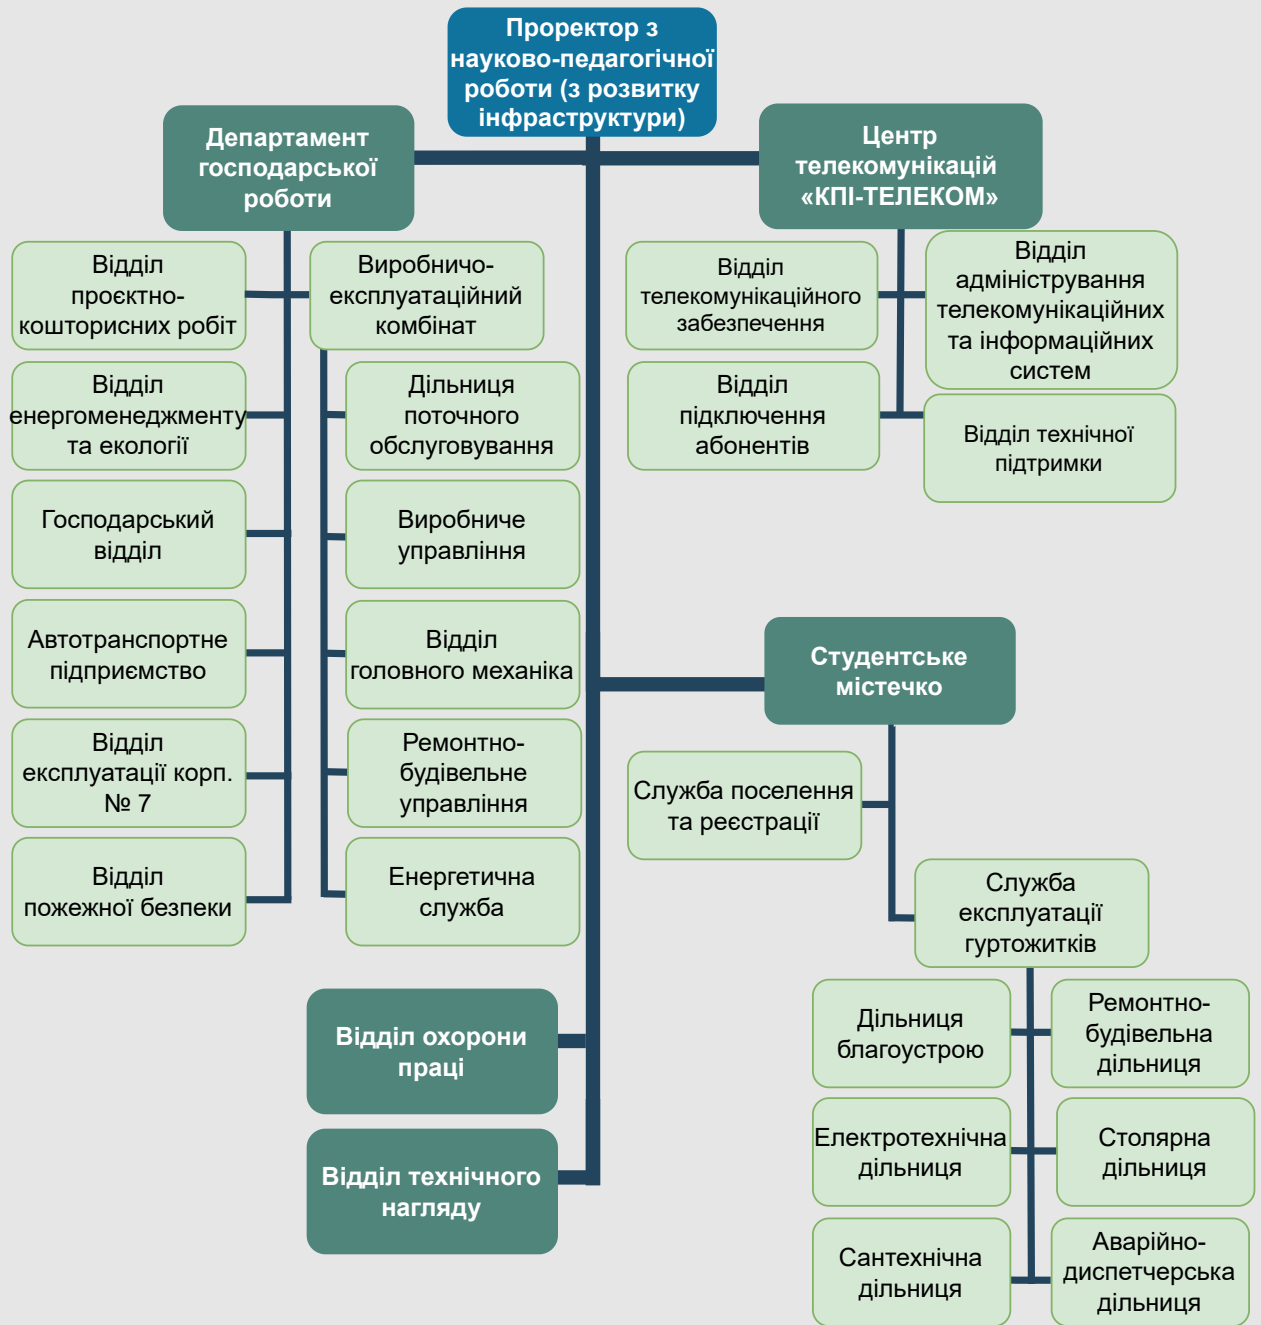 Проректор з
науково-педагогічної
роботи (з розвитку
інфраструктури)
Департамент
господарської
роботи
Центр
телекомунікацій
«КПІ-ТЕЛЕКОМ»
Відділ
проєктно-
кошторисних робіт
Виробничо-
експлуатаційний
комбінат
Відділ
телекомунікаційного
забезпечення
Відділ
адміністрування
телекомунікаційних
та інформаційних
систем
Відділ
енергоменеджменту
та екології
Дільниця
поточного
обслуговування
Відділ
підключення
абонентів
Відділ технічної
підтримки
Господарський
відділ
Виробниче
управління
Автотранспортне
підприємство
Відділ
головного механіка
Студентське
містечко
Відділ
експлуатації корп.
№ 7
Ремонтно-
будівельне
управління
Служба поселення
та реєстрації
Відділ
пожежної безпеки
Енергетична
служба
Служба
експлуатації
гуртожитків
Відділ охорони
праці
Дільниця
благоустрою
Ремонтно-
будівельна
дільниця
Відділ технічного
нагляду
Електротехнічна
дільниця
Столярна
дільниця
Сантехнічна
дільниця
Аварійно-
диспетчерська
дільниця